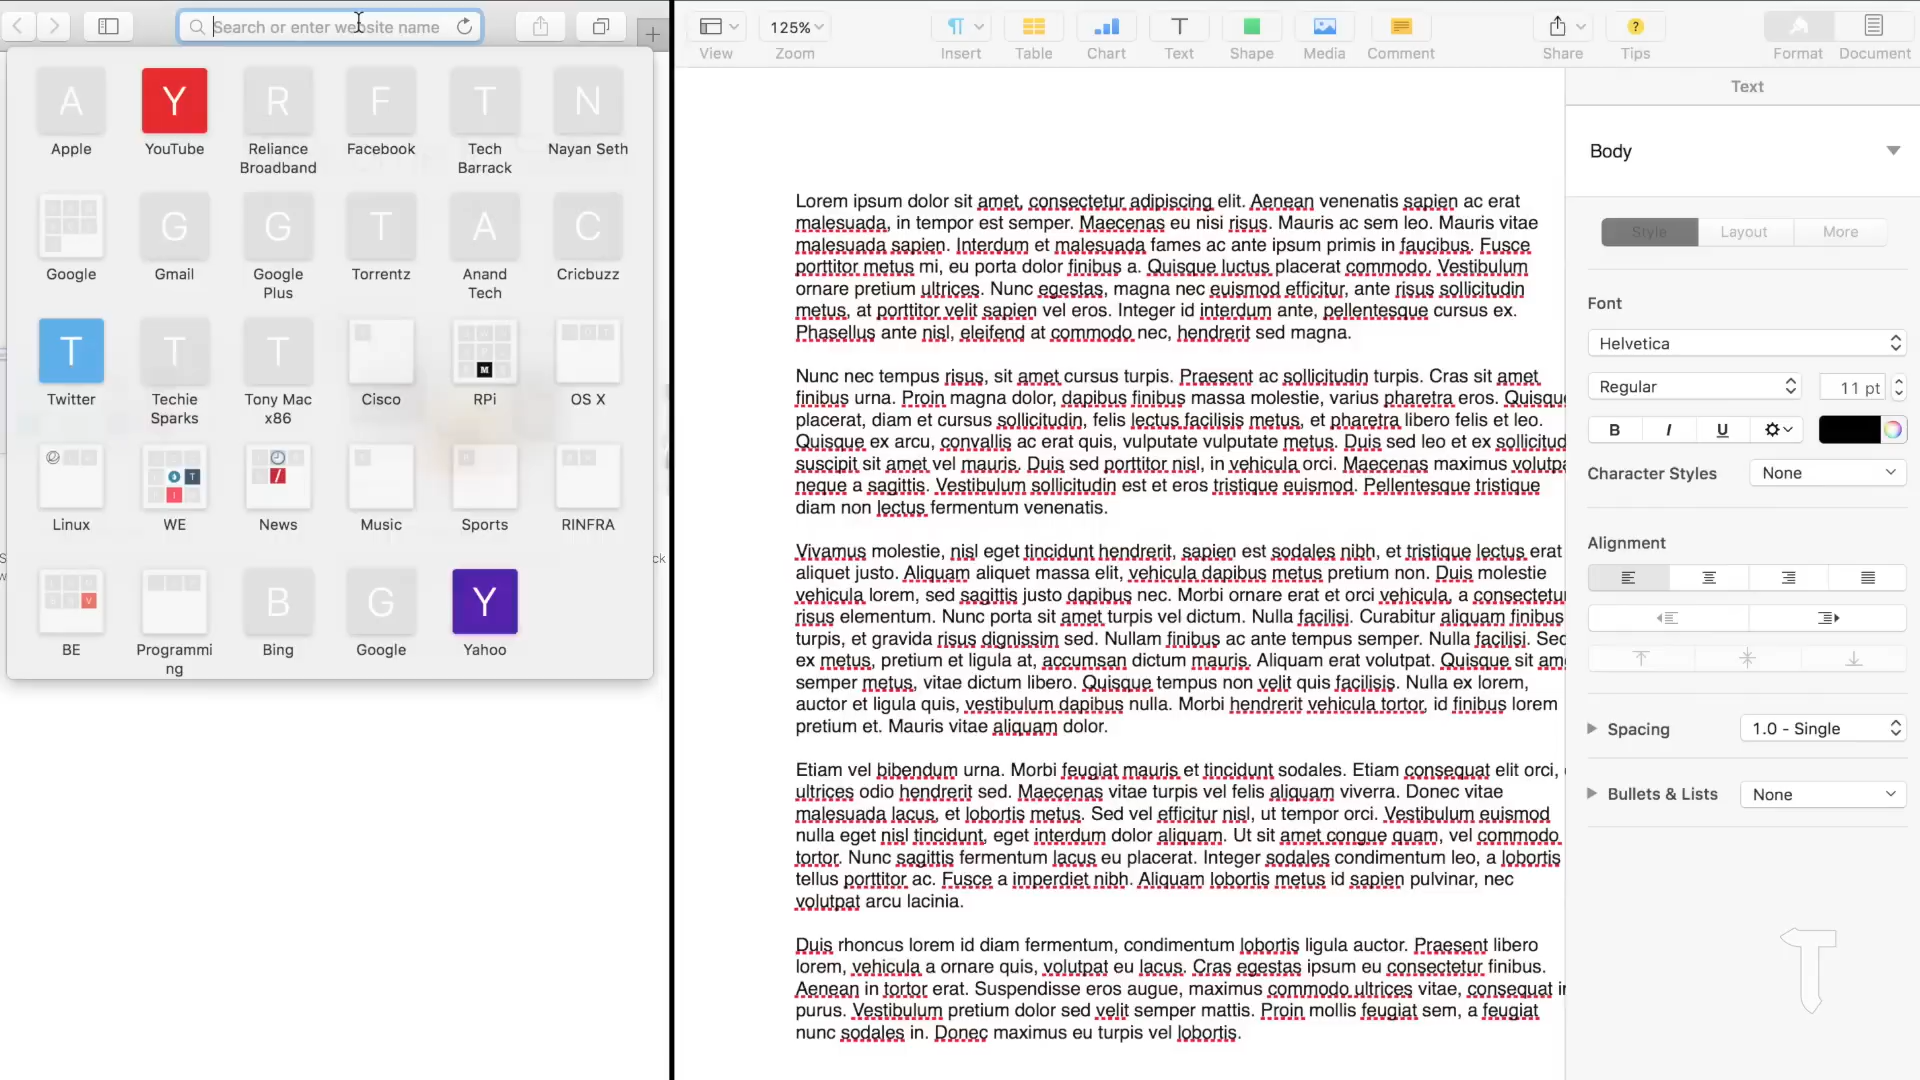 Search or enter website name
A
Apple
Y
YouTube
R
Reliance
Broadband
F
Facebook
T
Tech
Barrack
N
Nayan Seth
Google
G
Gmail
G
Google
Plus
T
Torrentz
A
Anand
Tech
C
Cricbuzz
T
Twitter
T
Techie
Sparks
T
Tony Mac
x86
Cisco
M
RPi
OS X
Linux
T
WE
News
Music
Sports
RINFRA
V
BE
Programmi
ng
B
Bing
G
Google
Y
Yahoo
ck
View
125%
Zoom
Insert
Table
Chart
T
Text
Shape
Media
Comment
Share
?
Tips
Format
Document
Lorem ipsum dolor sit amet, consectetur adipiscing elit. Aenean venenatis sapien ac erat
malesuada, in tempor est semper. Maecenas eu nisi risus. Mauris ac sem leo. Mauris vitae
malesuada sapien. Interdum et malesuada fames ac ante ipsum primis in faucibus. Fusce
porttitor metus mi, eu porta dolor finibus a. Quisque luctus placerat commodo. Vestibulum
ornare pretium ultrices. Nunc egestas, magna nec euismod efficitur, ante risus sollicitudin
metus, at porttitor velit sapien vel eros. Integer id interdum ante, pellentesque cursus ex.
Phasellus ante nisl, eleifend at commodo nec, hendrerit sed magna.
Nunc nec tempus risus, sit amet cursus turpis. Praesent ac sollicitudin turpis. Cras sit amet
finibus urna. Proin magna dolor, dapibus finibus massa molestie, varius pharetra eros. Quisque
placerat, diam et cursus sollicitudin, felis lectus facilisis metus, et pharetra libero felis et leo.
Quisque ex arcu, convallis ac erat quis, vulputate vulputate metus. Duis sed leo et ex sollicitud
suscipit sit amet vel mauris. Duis sed porttitor nisl, in vehicula orci. Maecenas maximus volutpa
neque a sagittis. Vestibulum sollicitudin est et eros tristique euismod. Pellentesque tristique
diam non lectus fermentum venenatis.
Vivamus molestie, nisl eget tincidunt hendrerit, sapien est sodales nibh, et tristique lectus erat
aliquet justo. Aliquam aliquet massa elit, vehicula dapibus metus pretium non. Duis molestie
vehicula lorem, sed sagittis justo dapibus nec. Morbi ornare erat et orci vehicula, a consectetur
risus elementum. Nunc porta sit amet turpis vel dictum. Nulla facilisi. Curabitur aliquam finibus
turpis, et gravida risus dignissim sed. Nullam finibus ac ante tempus semper. Nulla facilisi. Sed
ex metus, pretium et ligula at, accumsan dictum mauris. Aliquam erat volutpat. Quisque sit am
semper metus, vitae dictum libero. Quisque tempus non velit quis facilisis. Nulla ex lorem,
auctor et ligula quis, vestibulum dapibus nulla. Morbi hendrerit vehicula tortor, id finibus lorem
pretium et. Mauris vitae aliquam dolor.
Etiam vel bibendum urna. Morbi feugiat mauris et tincidunt sodales. Etiam consequat elit orci,
ultrices odio hendrerit sed. Maecenas vitae turpis vel felis aliquam viverra. Donec vitae
malesuada lacus, et lobortis metus. Sed vel efficitur nisl, ut tempor orci. Vestibulum euismod
nulla eget nisl tincidunt, eget interdum dolor aliquam. Ut sit amet congue quam, vel commodo
tortor. Nunc sagittis fermentum lacus eu placerat. Integer sodales condimentum leo, a lobortis
tellus porttitor ac. Fusce a imperdiet nibh. Aliquam lobortis metus id sapien pulvinar, nec
volutpat arcu lacinia.
Duis rhoncus lorem id diam fermentum, condimentum lobortis ligula auctor. Praesent libero
lorem, vehicula a ornare quis, volutpat eu lacus. Cras egestas ipsum eu consectetur finibus.
Aenean in tortor erat. Suspendisse eros augue, maximus commodo ultrices vitae, consequat in
purus. Vestibulum pretium dolor sed velit semper mattis. Proin mollis feugiat sem, a feugiat
nunc sodales in. Donec maximus eu turpis vel lobortis.
Text
Body
Style Layout More
Font
Helvetica
Regular 11 pt
B I U
Character Styles None
Alignment
Spacing 1.0 - Single
Bullets & Lists None